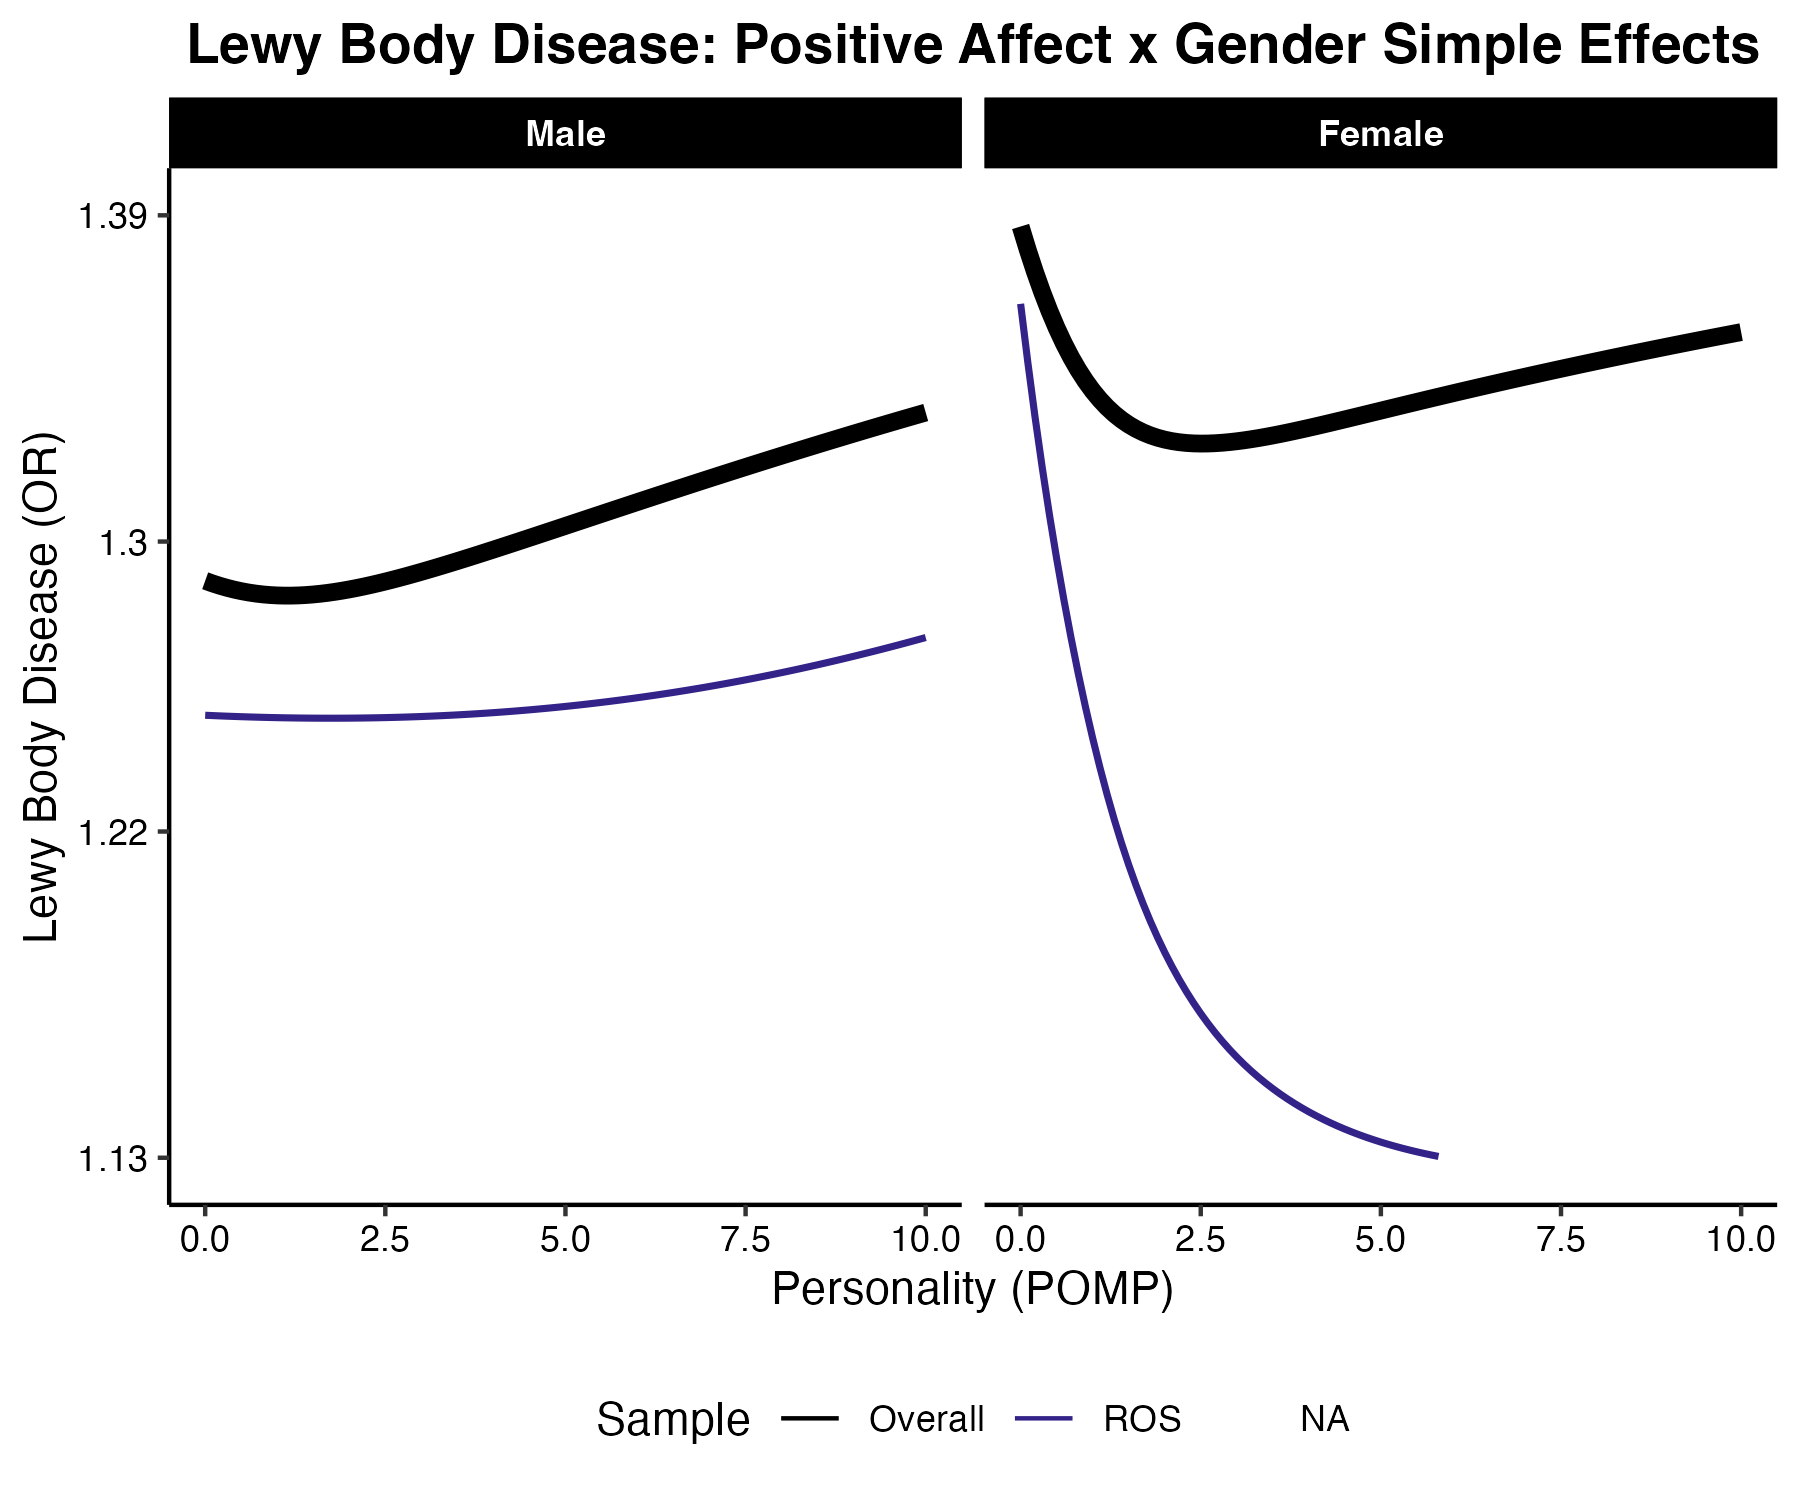 Lewy Body Disease: Positive Affect x Gender Simple Effects
Male
Female
Lewy Body Disease (OR)
1.39
1.3
1.22
1.13
0.0 2.5 5.0 7.5 10.0
0.0 2.5 5.0 7.5 10.0
Personality (POMP)
Sample Overall ROS NA